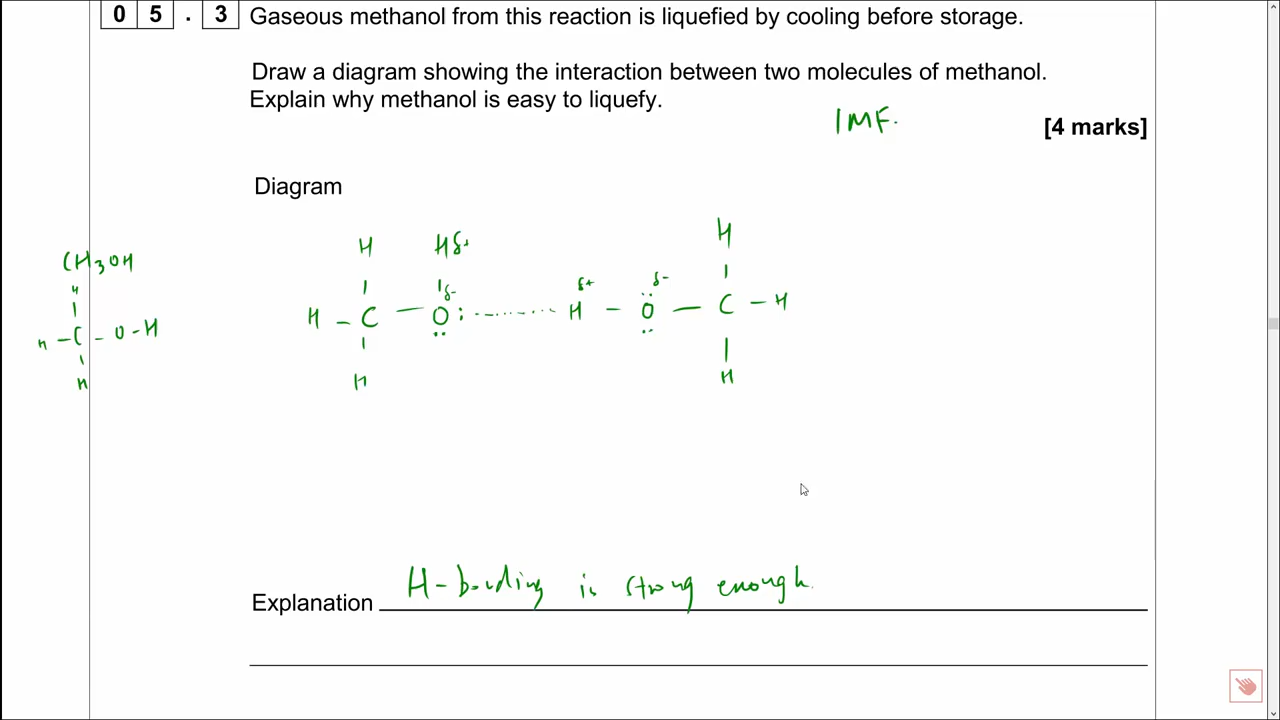 0 5 . 3 Gaseous methanol from this reaction is liquefied by cooling before storage.
Draw a diagram showing the interaction between two molecules of methanol.
Explain why methanol is easy to liquefy.
IMF.
[4 marks]
Diagram
CH3OH
H
H - C - O - H
H
H Hδ+ H
δ- δ+ δ-
H - C - O: ········ H - O - C - H
H H
Explanation H-bonding is strong enough.